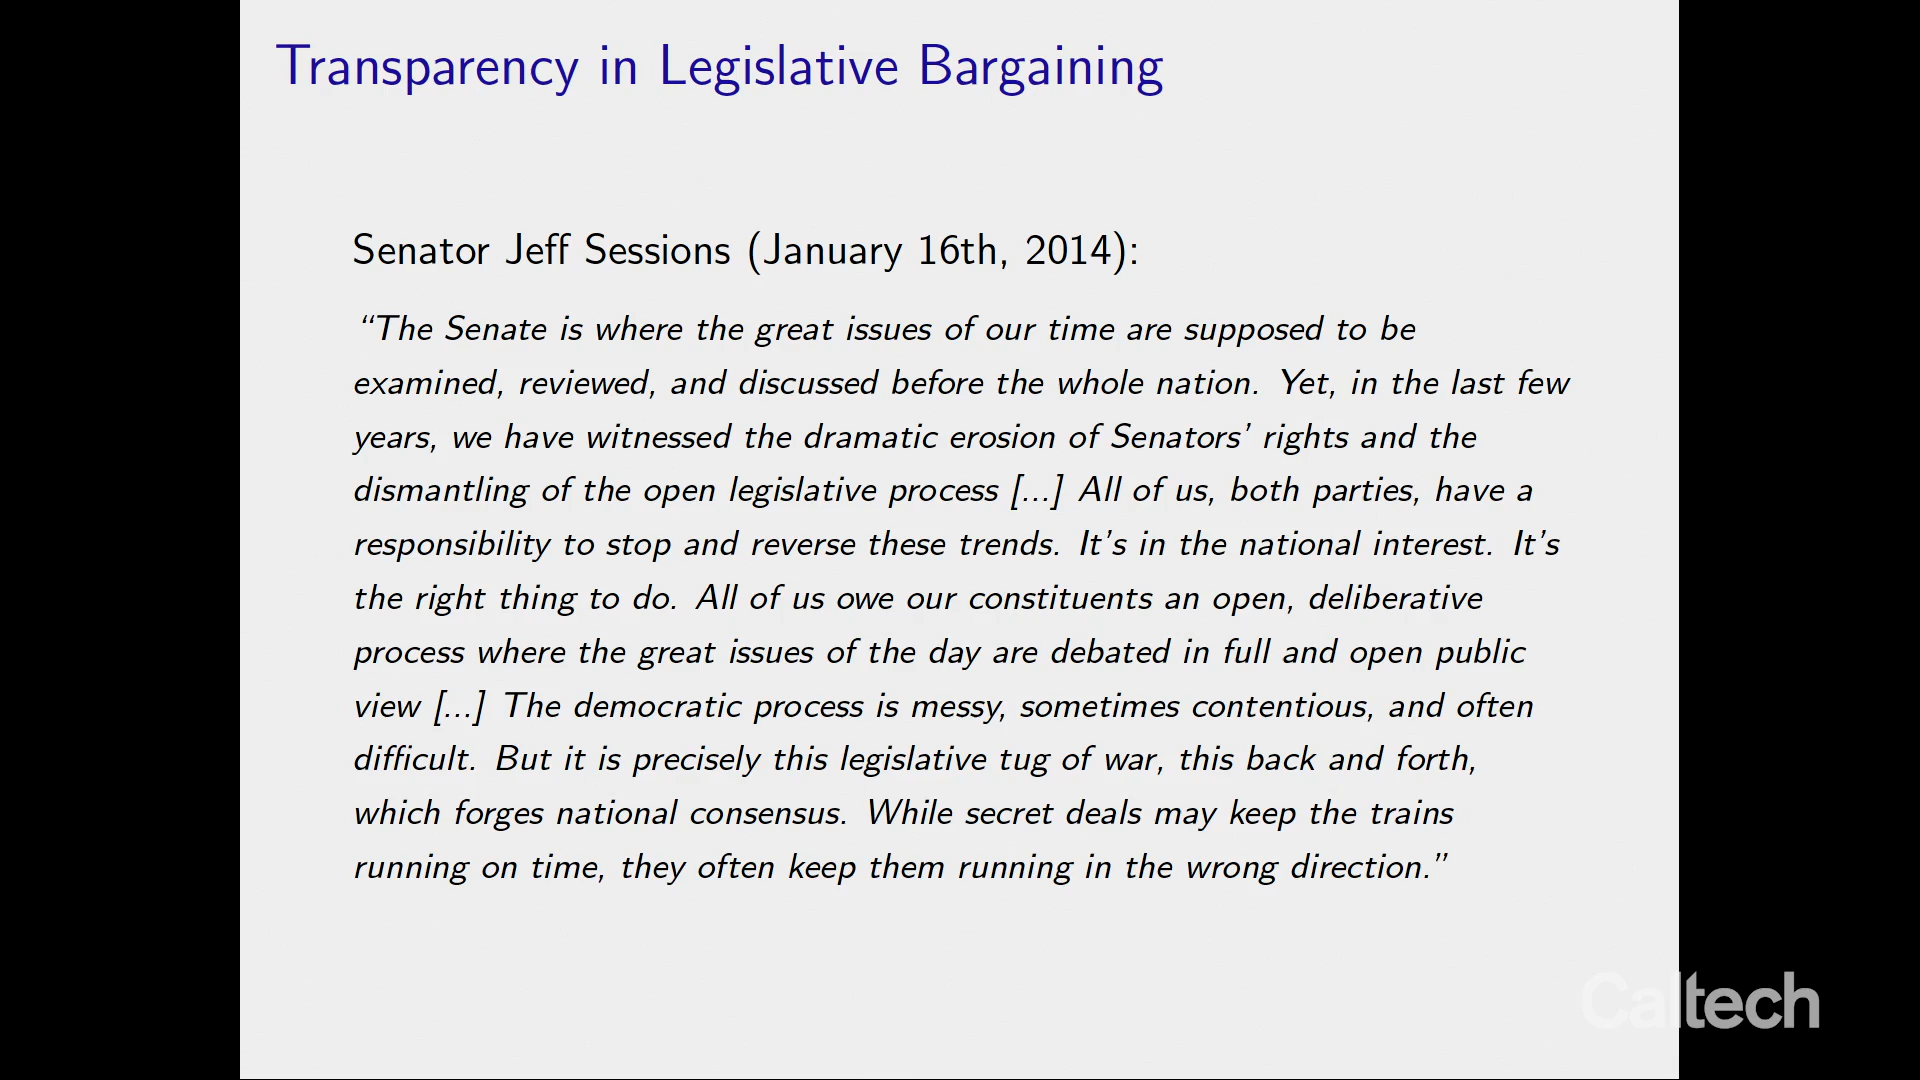 Transparency in Legislative Bargaining
Senator Jeff Sessions (January 16th, 2014):
“The Senate is where the great issues of our time are supposed to be
examined, reviewed, and discussed before the whole nation. Yet, in the last few
years, we have witnessed the dramatic erosion of Senators’ rights and the
dismantling of the open legislative process [...] All of us, both parties, have a
responsibility to stop and reverse these trends. It’s in the national interest. It’s
the right thing to do. All of us owe our constituents an open, deliberative
process where the great issues of the day are debated in full and open public
view [...] The democratic process is messy, sometimes contentious, and often
difficult. But it is precisely this legislative tug of war, this back and forth,
which forges national consensus. While secret deals may keep the trains
running on time, they often keep them running in the wrong direction.”
Caltech